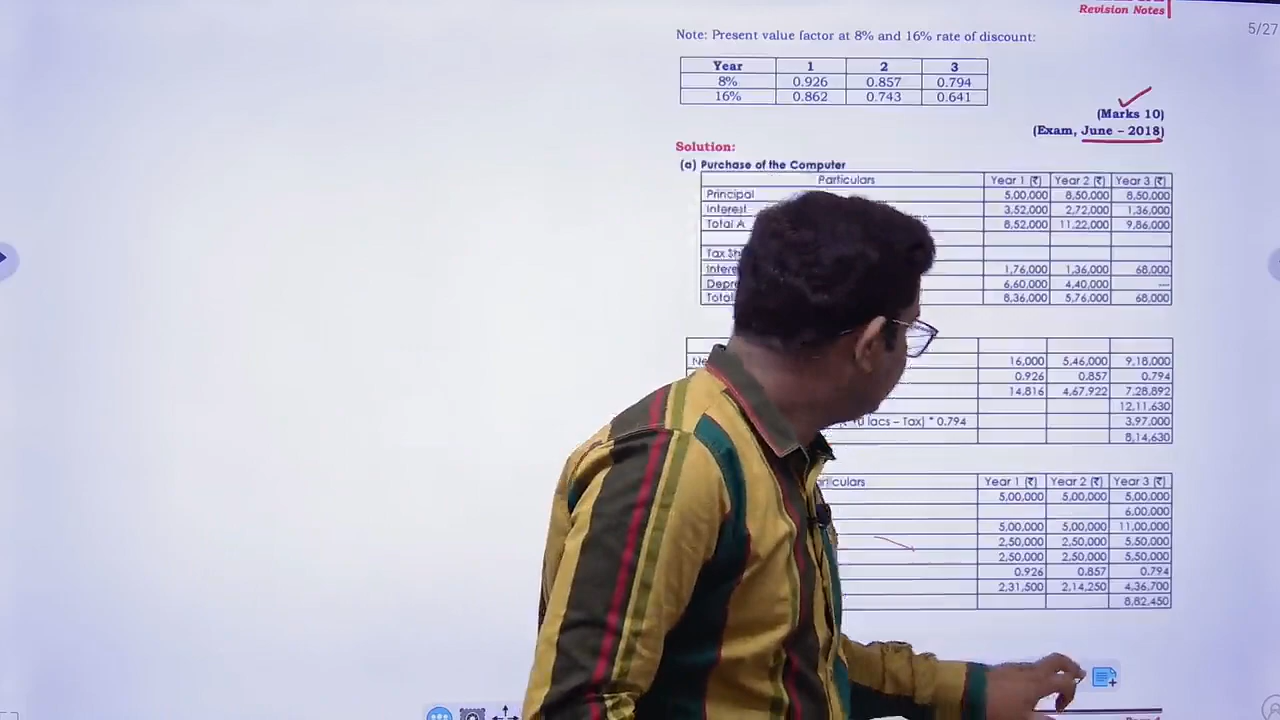 Revision Notes
5/27
Note: Present value factor at 8% and 16% rate of discount:
Year 1 2 3
8% 0.926 0.857 0.794
16% 0.862 0.743 0.641
(Marks 10)
(Exam, June – 2018)
Solution:
(a) Purchase of the Computer
Particulars Year 1 (₹) Year 2 (₹) Year 3 (₹)
Principal 5,00,000 8,50,000 8,50,000
Interest 3,52,000 2,72,000 1,36,000
Total A 8,52,000 11,22,000 9,86,000
Tax
1,76,000 1,36,000 68,000
6,60,000 4,40,000 ---
Total 8,36,000 5,76,000 68,000
16,000 5,46,000 9,18,000
0.926 0.857 0.794
14,816 4,67,922 7,28,892
12,11,630
lacs – Tax) * 0.794 3,97,000
8,14,630
Year 1 (₹) Year 2 (₹) Year 3 (₹)
5,00,000 5,00,000 5,00,000
6,00,000
5,00,000 5,00,000 11,00,000
2,50,000 2,50,000 5,50,000
2,50,000 2,50,000 5,50,000
0.926 0.857 0.794
2,31,500 2,14,250 4,36,700
8,82,450